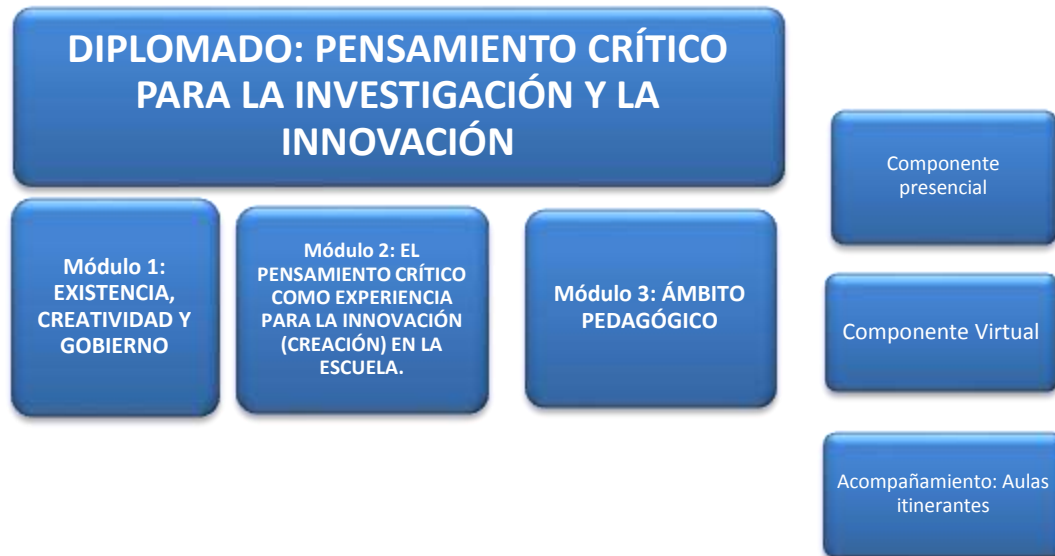 DIPLOMADO: PENSAMIENTO CRÍTICO
PARA LA INVESTIGACIÓN Y LA
INNOVACIÓN
Módulo 1:
EXISTENCIA,
CREATIVIDAD Y
GOBIERNO
Módulo 2: EL
PENSAMIENTO CRÍTICO
COMO EXPERIENCIA
PARA LA INNOVACIÓN
(CREACIÓN) EN LA
ESCUELA.
Módulo 3: ÁMBITO
PEDAGÓGICO
Componente
presencial
Componente Virtual
Acompañamiento: Aulas
itinerantes